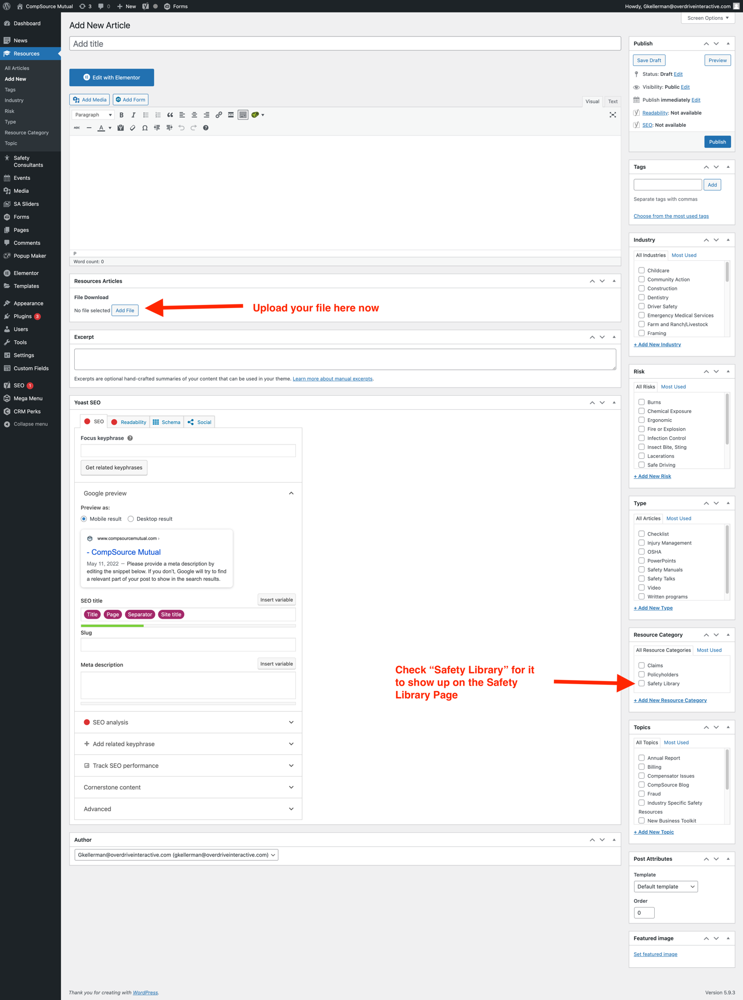 CompSource Mutual 3 0 New Forms Howdy, Gkellerman@overdriveinteractive.com
Screen Options
Dashboard
News
Resources
All Articles
Add New
Tags
Industry
Risk
Type
Resource Category
Topic
Safety
Consultants
Events
Media
SA Sliders
Forms
Pages
Comments
Popup Maker
Elementor
Templates
Appearance
Plugins 3
Users
Tools
Settings
Custom Fields
SEO 1
Mega Menu
CRM Perks
Collapse menu
Add New Article
Add title
Edit with Elementor
Add Media Add Form
Visual Text
Paragraph B I
ABC A Ω
P
Word count: 0
Resources Articles
File Download
No file selected Add File
Upload your file here now
Excerpt
Excerpts are optional hand-crafted summaries of your content that can be used in your theme. Learn more about manual excerpts.
Yoast SEO
SEO Readability Schema Social
Focus keyphrase
Get related keyphrases
Google preview
Preview as:
Mobile result Desktop result
www.compsourcemutual.com ›
- CompSource Mutual
May 11, 2022 – Please provide a meta description by
editing the snippet below. If you don't, Google will try to find
a relevant part of your post to show in the search results.
SEO title Insert variable
Title Page Separator Site title
Slug
Meta description Insert variable
Check “Safety Library” for it
to show up on the Safety
Library Page
SEO analysis
Add related keyphrase
Track SEO performance
Cornerstone content
Advanced
Author
Gkellerman@overdriveinteractive.com (gkellerman@overdriveinteractive.com)
Publish
Save Draft Preview
Status: Draft Edit
Visibility: Public Edit
Publish immediately Edit
Readability: Not available
SEO: Not available
Publish
Tags
Add
Separate tags with commas
Choose from the most used tags
Industry
All Industries Most Used
Childcare
Community Action
Construction
Dentistry
Driver Safety
Emergency Medical Services
Farm and Ranch/Livestock
Framing
+ Add New Industry
Risk
All Risks Most Used
Burns
Chemical Exposure
Ergonomic
Fire or Explosion
Infection Control
Insect Bite, Sting
Lacerations
Safe Driving
+ Add New Risk
Type
All Articles Most Used
Checklist
Injury Management
OSHA
PowerPoints
Safety Manuals
Safety Talks
Video
Written programs
+ Add New Type
Resource Category
All Resource Categories Most Used
Claims
Policyholders
Safety Library
+ Add New Resource Category
Topics
All Topics Most Used
Annual Report
Billing
Compensator Issues
CompSource Blog
Fraud
Industry Specific Safety
Resources
New Business Toolkit
+ Add New Topic
Post Attributes
Template
Default template
Order
0
Featured image
Set featured image
Thank you for creating with WordPress.
Version 5.9.3